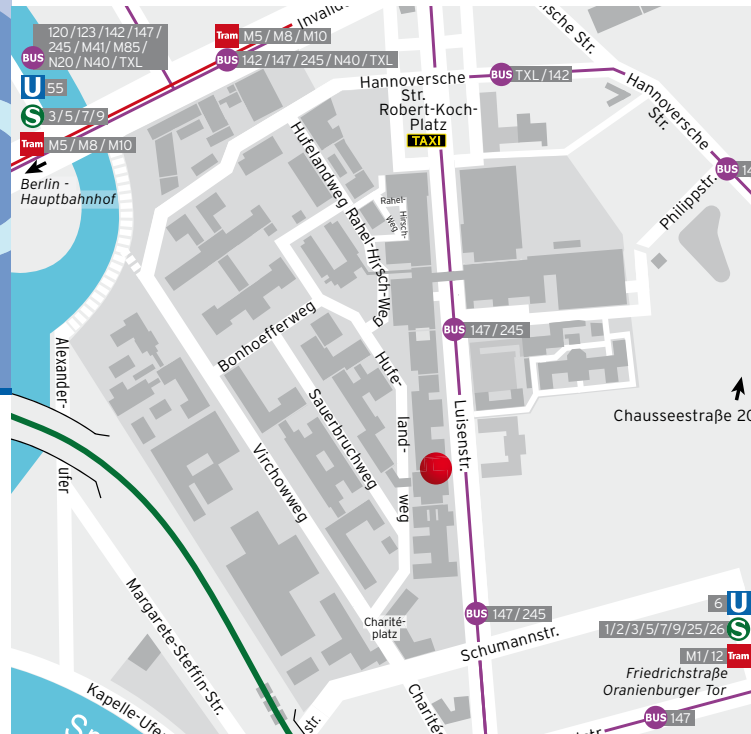 120 / 123 / 142 / 147 /
245 / M41 / M85 /
BUS N20 / N40 / TXL
U 55
S 3 / 5 / 7 / 9
Tram M5 / M8 / M10
Berlin -
Hauptbahnhof
Tram M5 / M8 / M10
BUS 142 / 147 / 245 / N40 / TXL
Hannoversche
Str.
Robert-Koch-
Platz
TAXI
BUS TXL / 142
Hannoversche
Str.
BUS
Philippstr.
Hufelandweg
Rahel-Hirsch-Weg
Rahel-
Hirsch-
Weg
BUS 147 / 245
Bonhoefferweg
Hufe-
land-
weg
Sauerbruchweg
Virchowweg
Luisenstr.
Alexander-
ufer
Chausseestraße
Margarete-Steffin-Str.
Charité-
platz
BUS 147 / 245
Schumannstr.
6 U
1/2/3/5/7/9/25/26 S
M1 / 12 Tram
Friedrichstraße
Oranienburger Tor
BUS 147
Kapelle-Ufer
str.